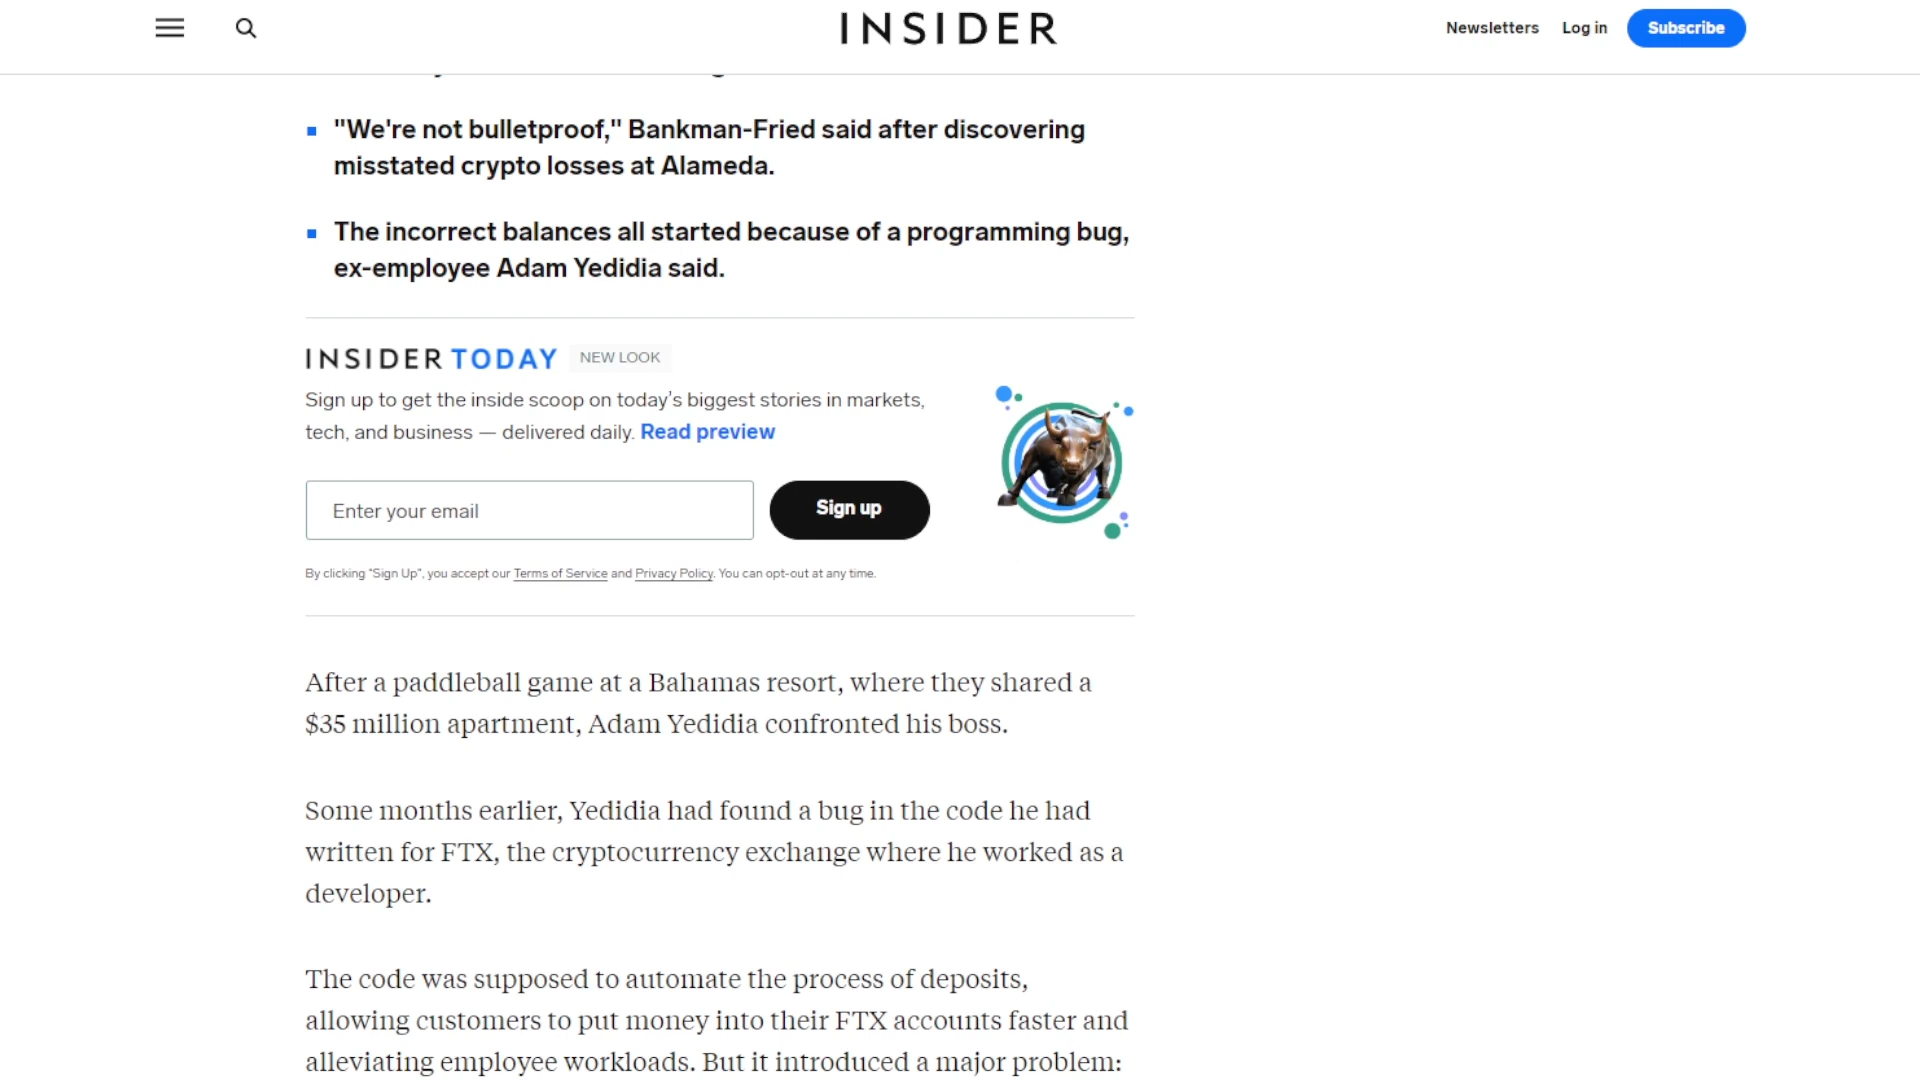 INSIDER
Newsletters
Log in
Subscribe
"We're not bulletproof," Bankman-Fried said after discovering
misstated crypto losses at Alameda.
The incorrect balances all started because of a programming bug,
ex-employee Adam Yedidia said.
INSIDER TODAY NEW LOOK
Sign up to get the inside scoop on today’s biggest stories in markets,
tech, and business — delivered daily. Read preview
Enter your email
Sign up
By clicking “Sign Up”, you accept our Terms of Service and Privacy Policy. You can opt-out at any time.
After a paddleball game at a Bahamas resort, where they shared a
$35 million apartment, Adam Yedidia confronted his boss.
Some months earlier, Yedidia had found a bug in the code he had
written for FTX, the cryptocurrency exchange where he worked as a
developer.
The code was supposed to automate the process of deposits,
allowing customers to put money into their FTX accounts faster and
alleviating employee workloads. But it introduced a major problem: